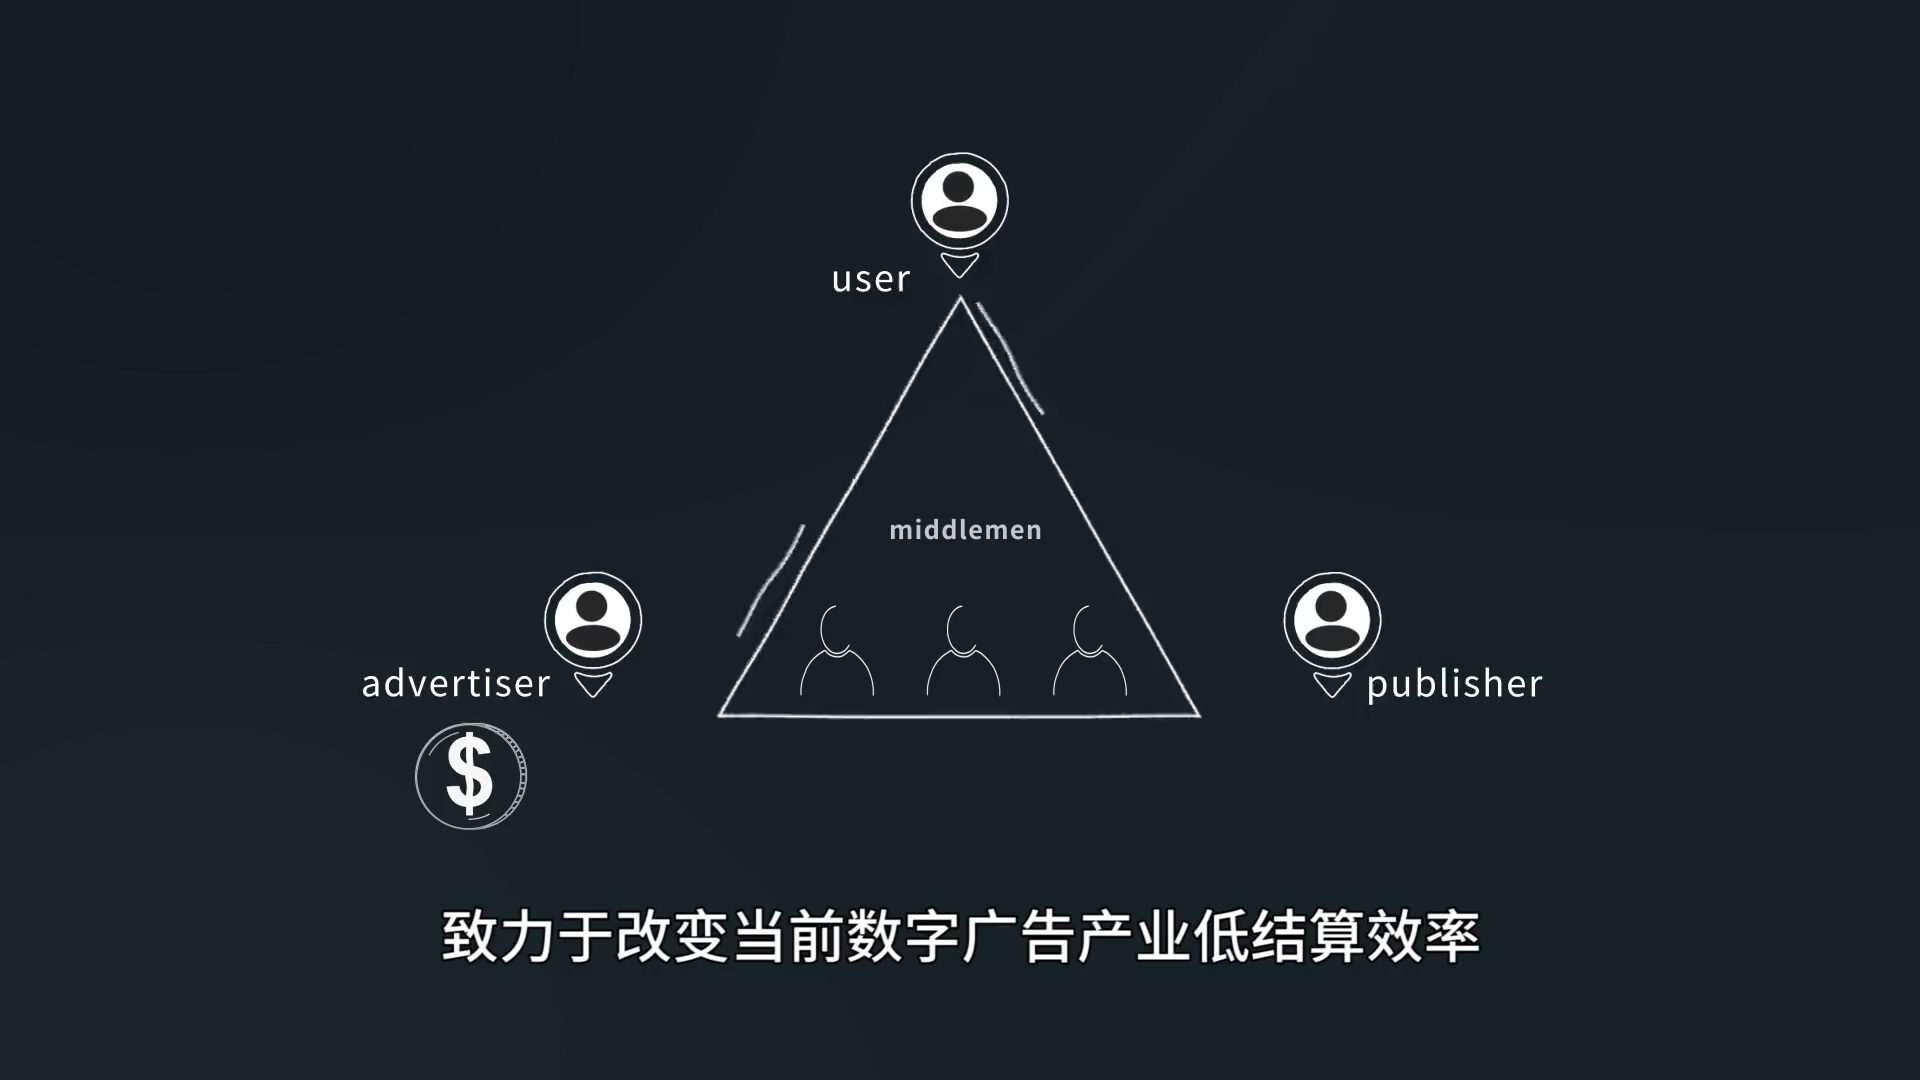 user
middlemen
advertiser
publisher
$
致力于改变当前数字广告产业低结算效率